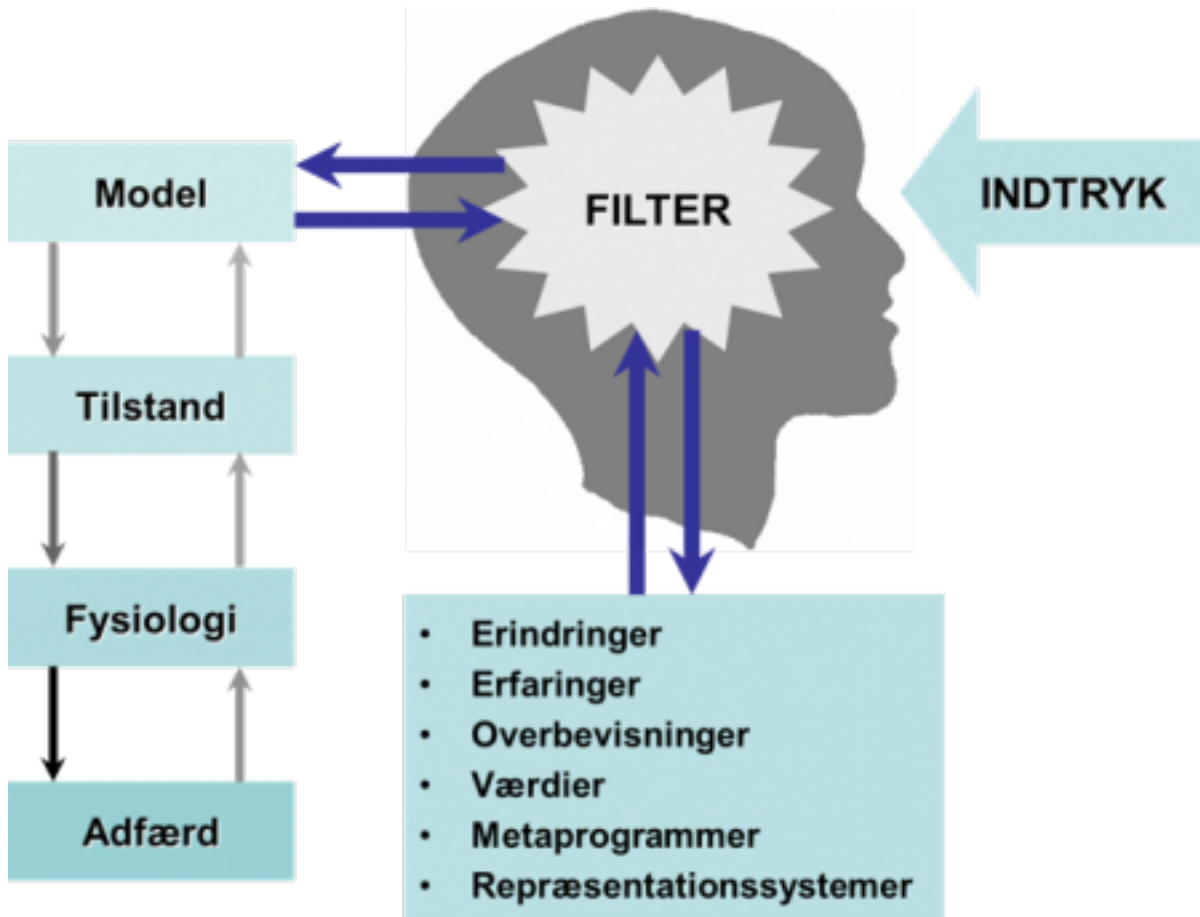 INDTRYK
FILTER
Model
Tilstand
Fysiologi
Adfærd
• Erindringer
• Erfaringer
• Overbevisninger
• Værdier
• Metaprogrammer
• Repræsentationssystemer